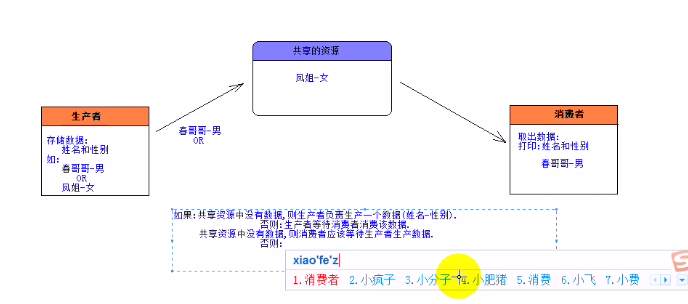 共享的资源
凤姐-女
生产者
存储数据:
姓名和性别
如:
春哥哥-男
OR
凤姐-女
春哥哥-男
OR
消费者
取出数据:
打印:姓名和性别
春哥哥-男
如果:共享资源中没有数据,则生产者负责生产一个数据(姓名-性别).
否则:生产者等待消费者消费该数据.
共享资源中没有数据,则消费者应该等待生产者生产数据.
否则:
xiao'fe'z
1.消费者 2.小疯子 3.小分子 4.小肥猪 5.消费 6.小飞 7.小费